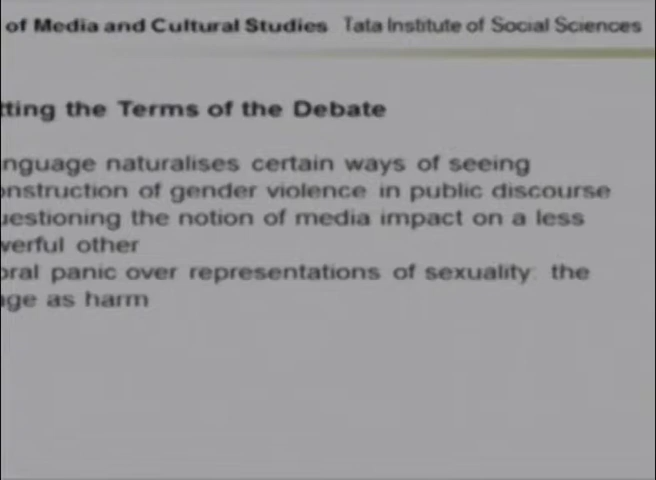 of Media and Cultural Studies Tata Institute of Social Sciences
tting the Terms of the Debate
nguage naturalises certain ways of seeing
onstruction of gender violence in public discourse
uestioning the notion of media impact on a less
werful other
oral panic over representations of sexuality: the
age as harm